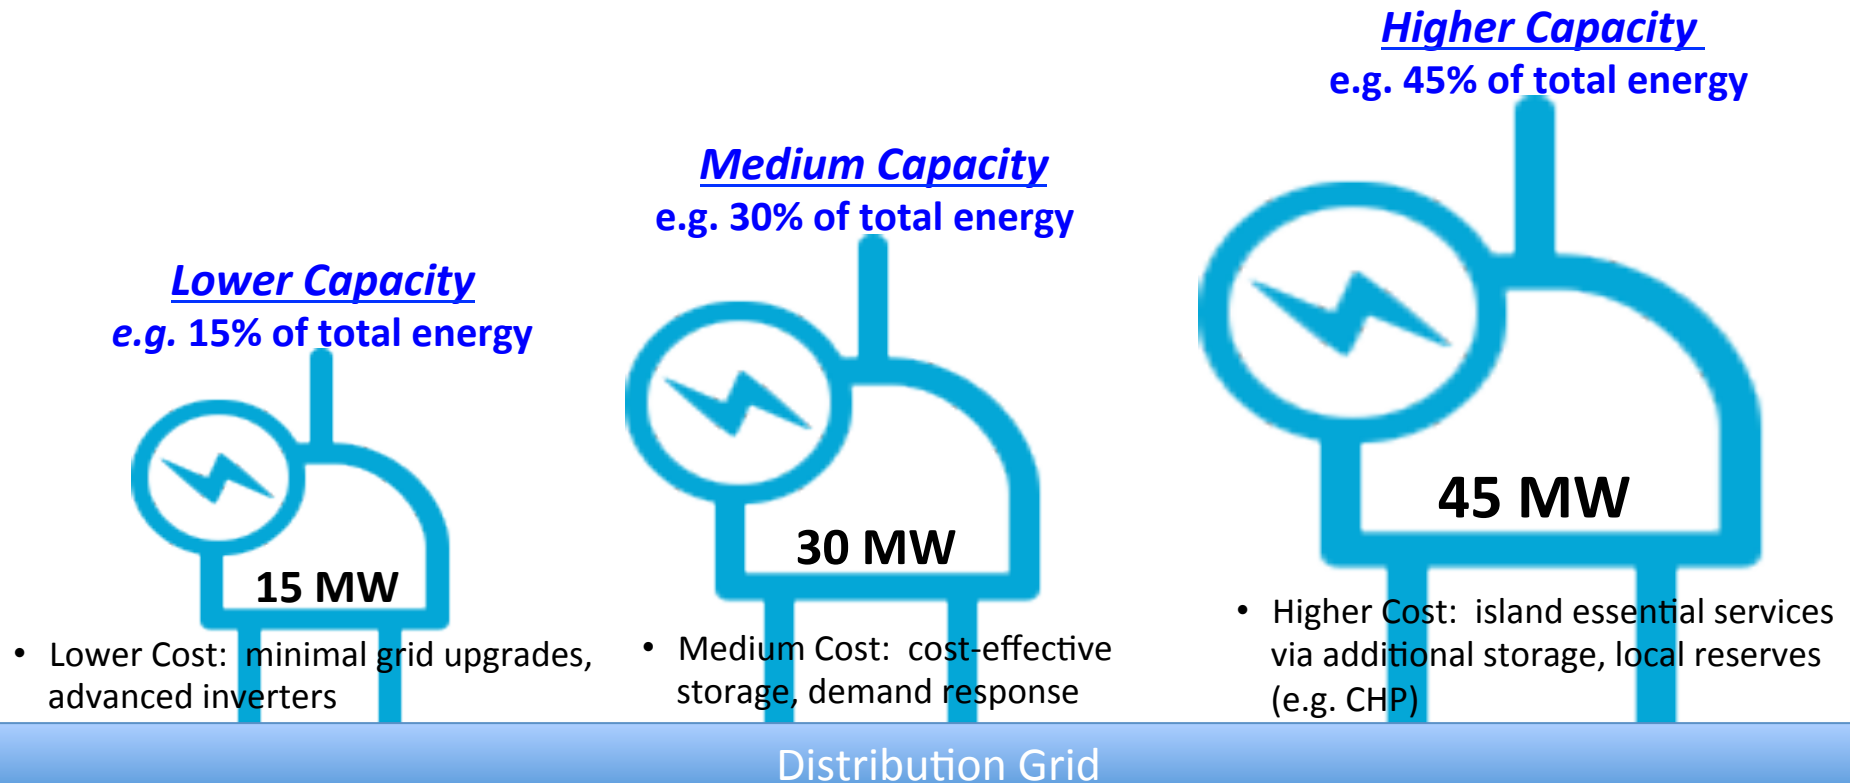 Lower Capacity
e.g. 15% of total energy
15 MW
• Lower Cost: minimal grid upgrades,
advanced inverters
Medium Capacity
e.g. 30% of total energy
30 MW
• Medium Cost: cost-effective
storage, demand response
Higher Capacity
e.g. 45% of total energy
45 MW
• Higher Cost: island essential services
via additional storage, local reserves
(e.g. CHP)
Distribution Grid